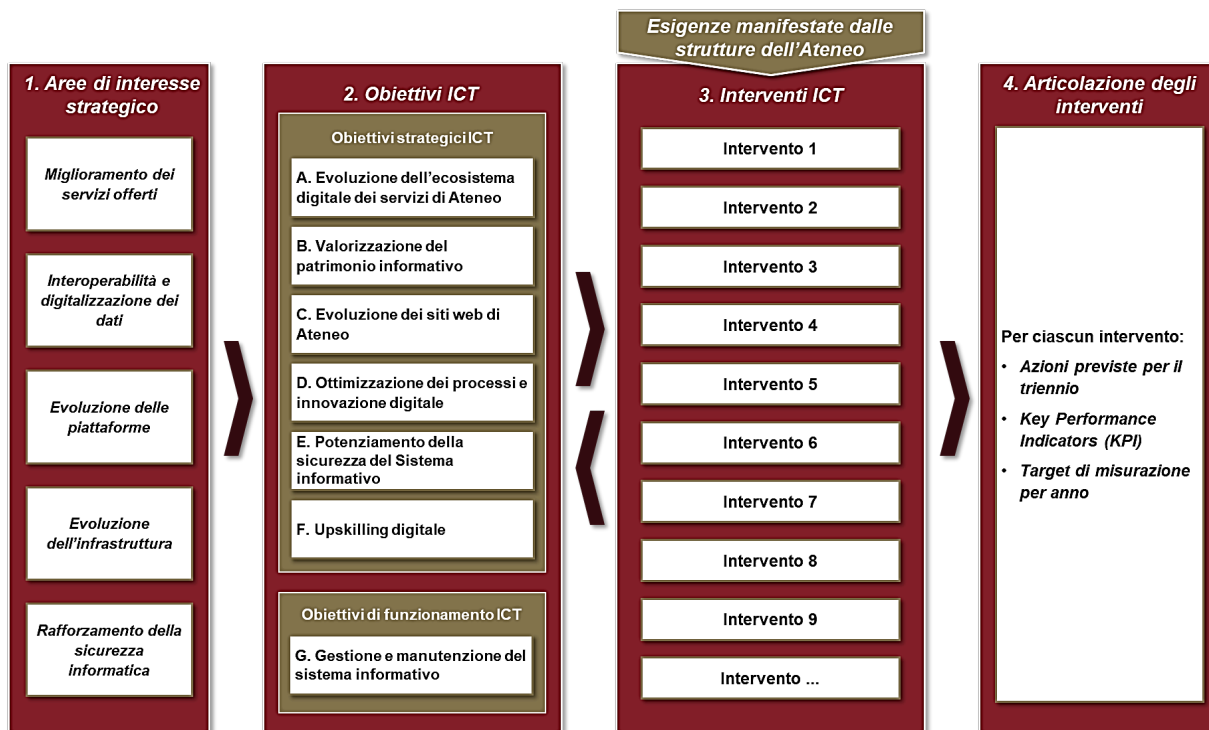 Esigenze manifestate dalle
strutture dell'Ateneo
1. Aree di interesse
strategico
Miglioramento dei
servizi offerti
Interoperabilità e
digitalizzazione dei
dati
Evoluzione delle
piattaforme
Evoluzione
dell'infrastruttura
Rafforzamento della
sicurezza
informatica
2. Obiettivi ICT
Obiettivi strategici ICT
A. Evoluzione dell'ecosistema
digitale dei servizi di Ateneo
B. Valorizzazione del
patrimonio informativo
C. Evoluzione dei siti web di
Ateneo
D. Ottimizzazione dei processi e
innovazione digitale
E. Potenziamento della
sicurezza del Sistema
informativo
F. Upskilling digitale
Obiettivi di funzionamento ICT
G. Gestione e manutenzione del
sistema informativo
3. Interventi ICT
Intervento 1
Intervento 2
Intervento 3
Intervento 4
Intervento 5
Intervento 6
Intervento 7
Intervento 8
Intervento 9
Intervento ...
4. Articolazione degli
interventi
Per ciascun intervento:
• Azioni previste per il
triennio
• Key Performance
Indicators (KPI)
• Target di misurazione
per anno